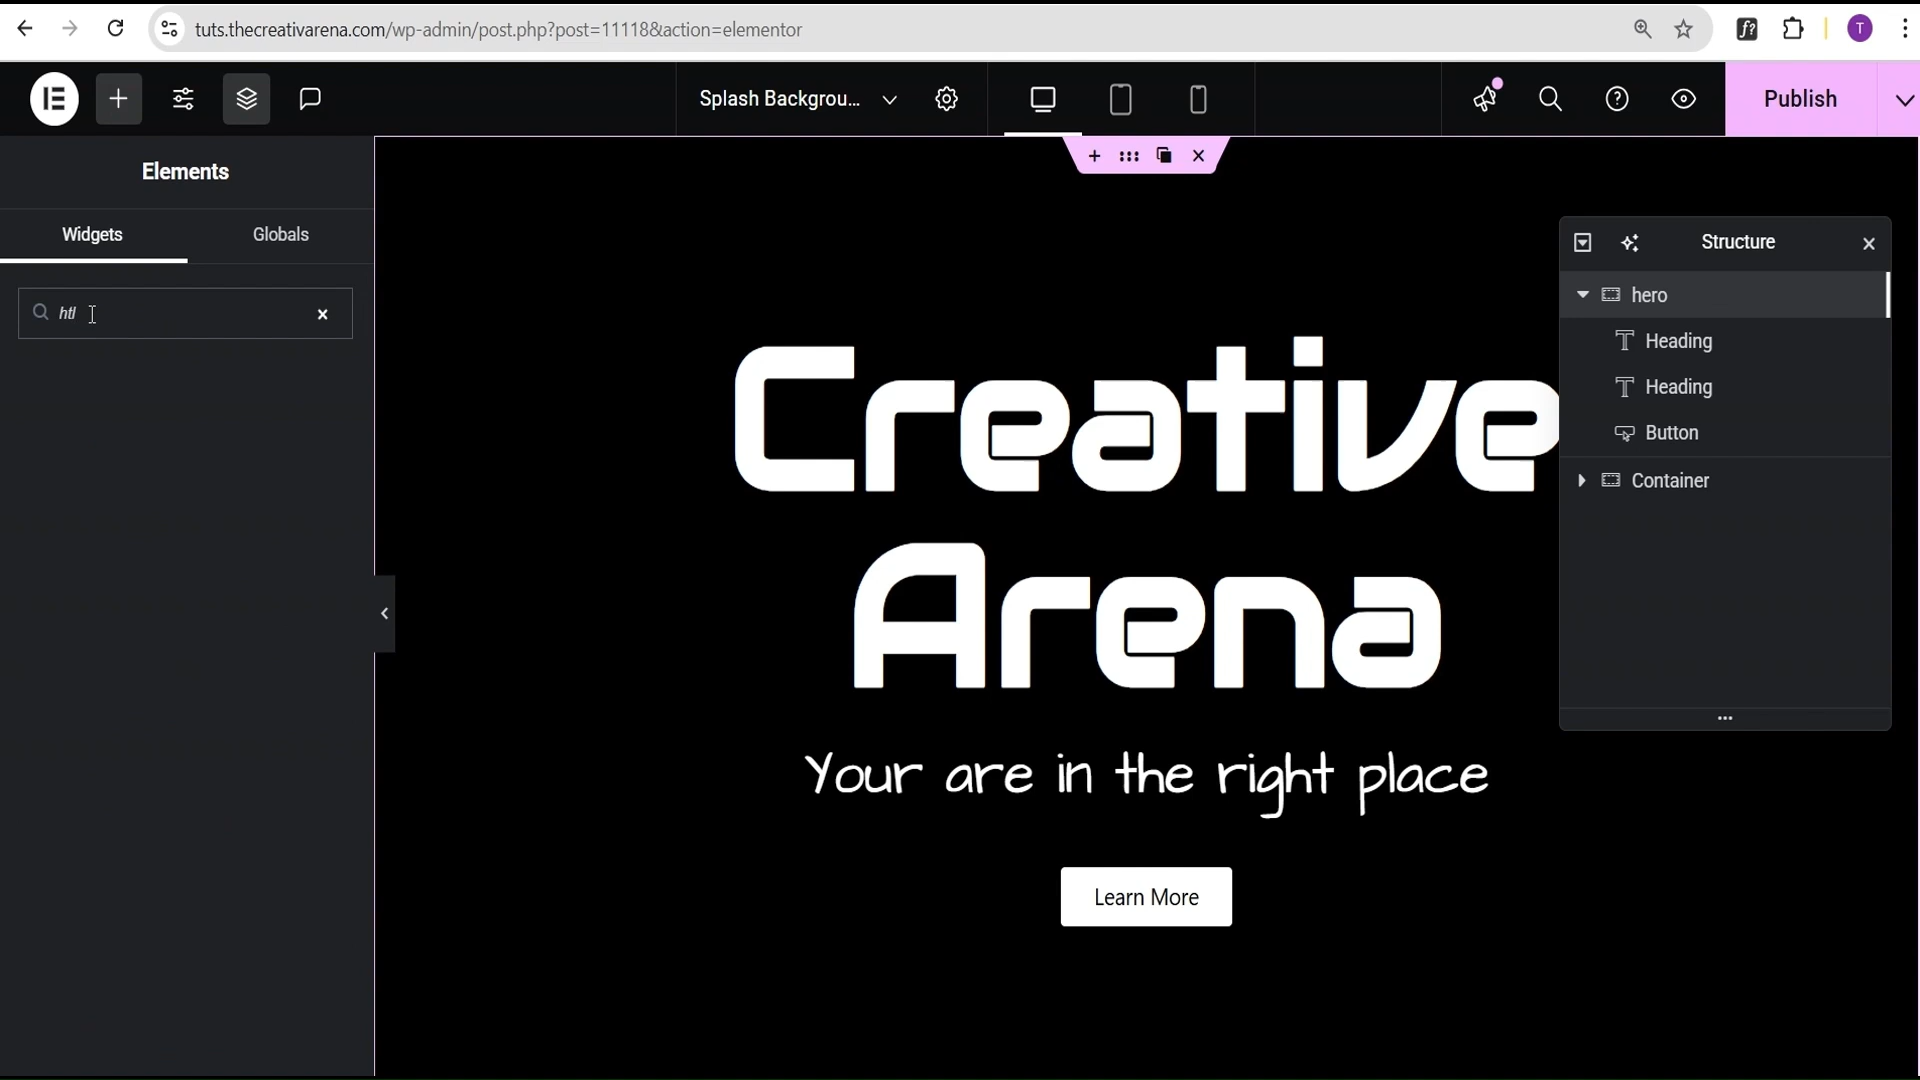 tuts.thecreativarena.com/wp-admin/post.php?post=11118&action=elementor
T
Splash Backgrou...
Publish
Elements
Widgets
Globals
htl
Structure
hero
Heading
Heading
Button
Container
Creative
Arena
Your are in the right place
Learn More